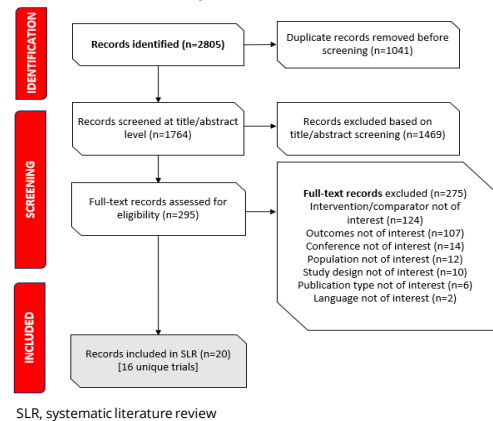 IDENTIFICATION
Records identified (n=2805)
Duplicate records removed before
screening (n=1041)
SCREENING
Records screened at title/abstract
level (n=1764)
Records excluded based on
title/abstract screening (n=1469)
Full-text records assessed for
eligibility (n=295)
Full-text records excluded (n=275)
Intervention/comparator not of
interest (n=124)
Outcomes not of interest (n=107)
Conference not of interest (n=14)
Population not of interest (n=12)
Study design not of interest (n=10)
Publication type not of interest (n=6)
Language not of interest (n=2)
INCLUDED
Records included in SLR (n=20)
[16 unique trials]
SLR, systematic literature review